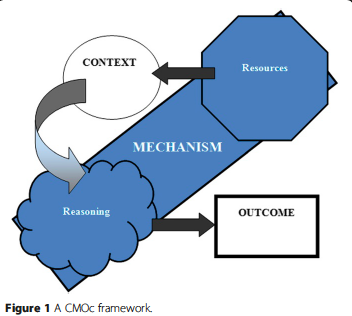 CONTEXT
Resources
MECHANISM
Reasoning
OUTCOME
Figure 1 A CMOc framework.